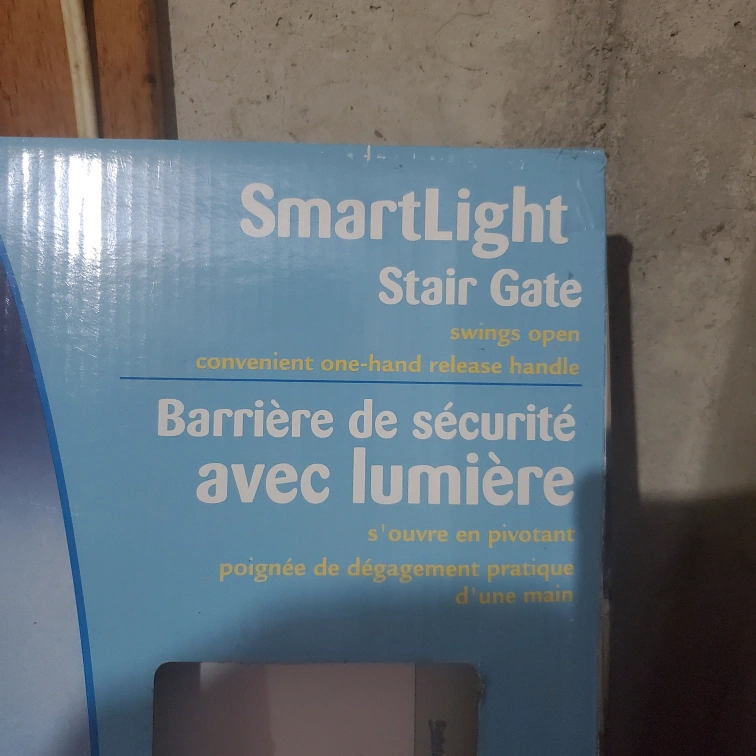 SmartLight
Stair Gate
swings open
convenient one-hand release handle
Barrière de sécurité
avec lumière
s'ouvre en pivotant
poignée de dégagement pratique
d'une main